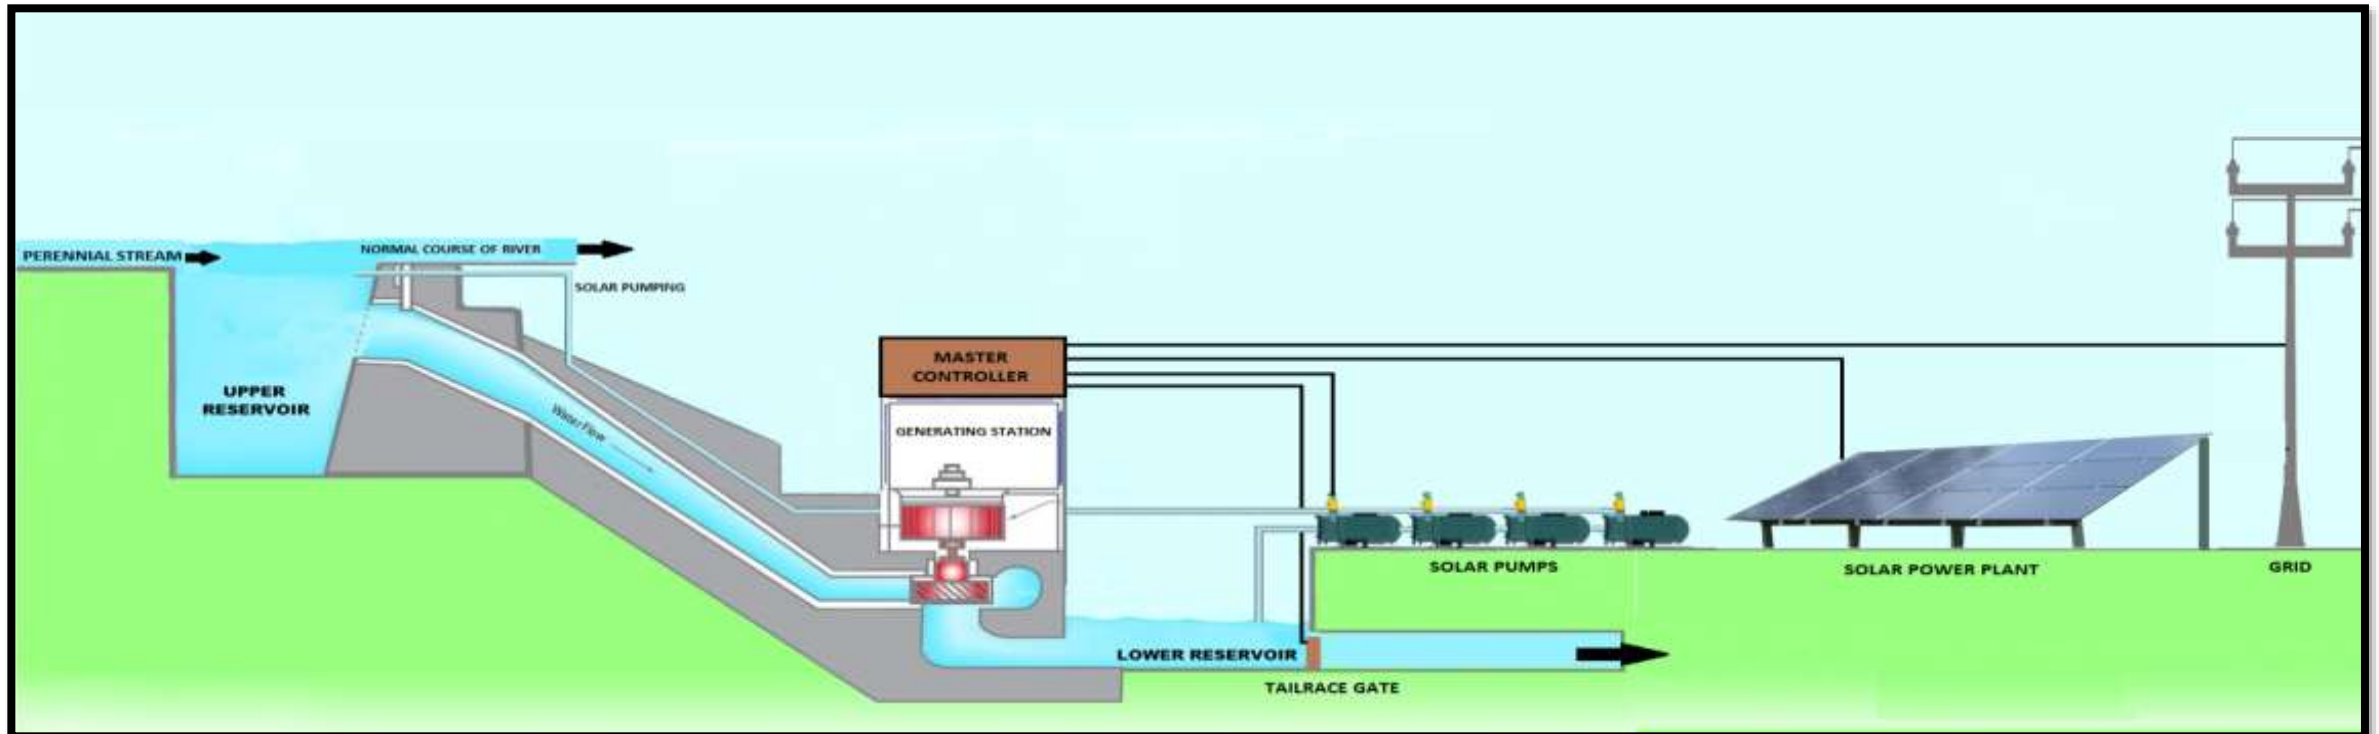 PERENNIAL STREAM
NORMAL COURSE OF RIVER
SOLAR PUMPING
UPPER
RESERVOIR
Water Flow
MASTER
CONTROLLER
GENERATING STATION
SOLAR PUMPS
SOLAR POWER PLANT
GRID
LOWER RESERVOIR
TAILRACE GATE